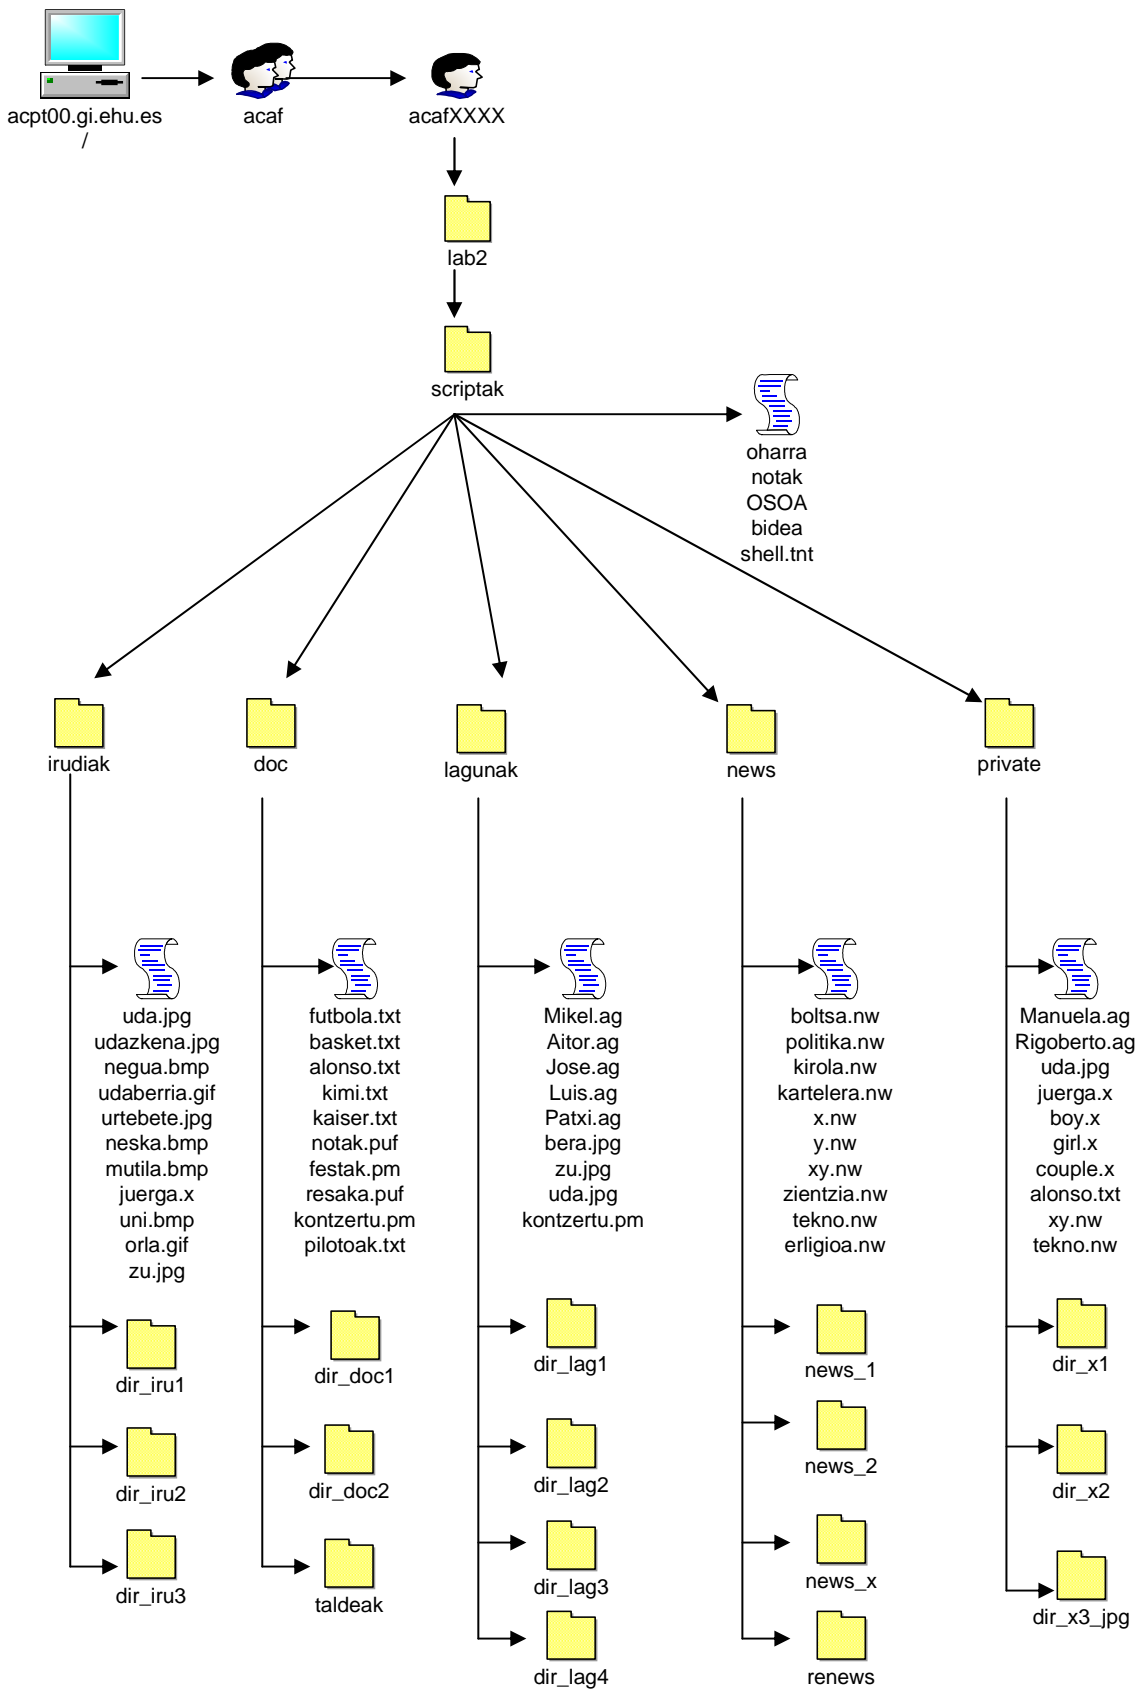 acpt00.gi.ehu.es
/
acaf
acafXXXX
lab2
scriptak
oharra
notak
OSOA
bidea
shell.tnt
irudiak
doc
lagunak
news
private
uda.jpg
udazkena.jpg
negua.bmp
udaberria.gif
urtebete.jpg
neska.bmp
mutila.bmp
juerga.x
uni.bmp
orla.gif
zu.jpg
dir_iru1
dir_iru2
dir_iru3
futbola.txt
basket.txt
alonso.txt
kimi.txt
kaiser.txt
notak.puf
festak.pm
resaka.puf
kontzertu.pm
pilotoak.txt
dir_doc1
dir_doc2
taldeak
Mikel.ag
Aitor.ag
Jose.ag
Luis.ag
Patxi.ag
bera.jpg
zu.jpg
uda.jpg
kontzertu.pm
dir_lag1
dir_lag2
dir_lag3
dir_lag4
boltsa.nw
politika.nw
kirola.nw
kartelera.nw
x.nw
y.nw
xy.nw
zientzia.nw
tekno.nw
erligioa.nw
news_1
news_2
news_x
renews
Manuela.ag
Rigoberto.ag
uda.jpg
juerga.x
boy.x
girl.x
couple.x
alonso.txt
xy.nw
tekno.nw
dir_x1
dir_x2
dir_x3_jpg